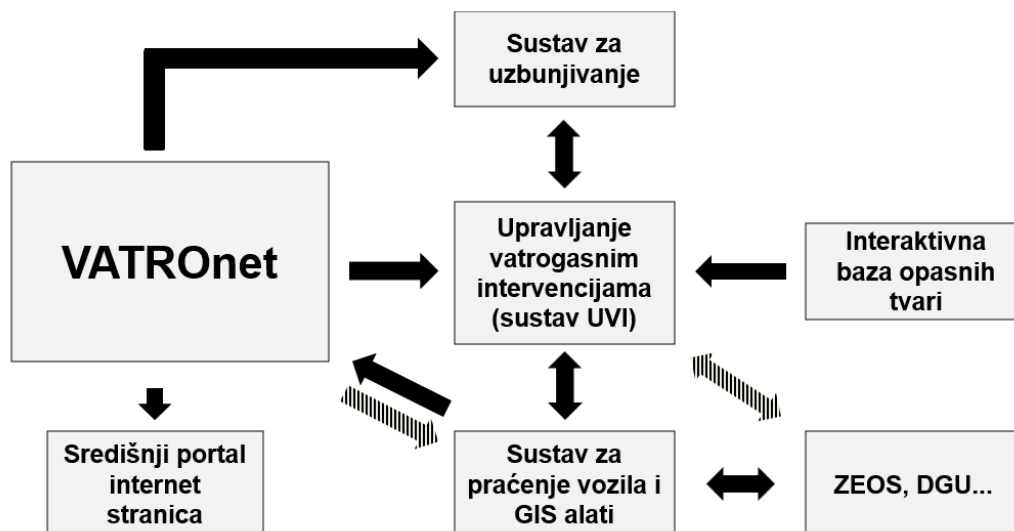 Sustav za
uzbunjivanje
VATROnet
Upravljanje
vatrogasnim
intervencijama
(sustav UVI)
Interaktivna
baza opasnih
tvari
Središnji portal
internet
stranica
Sustav za
praćenje vozila i
GIS alati
ZEOS, DGU...